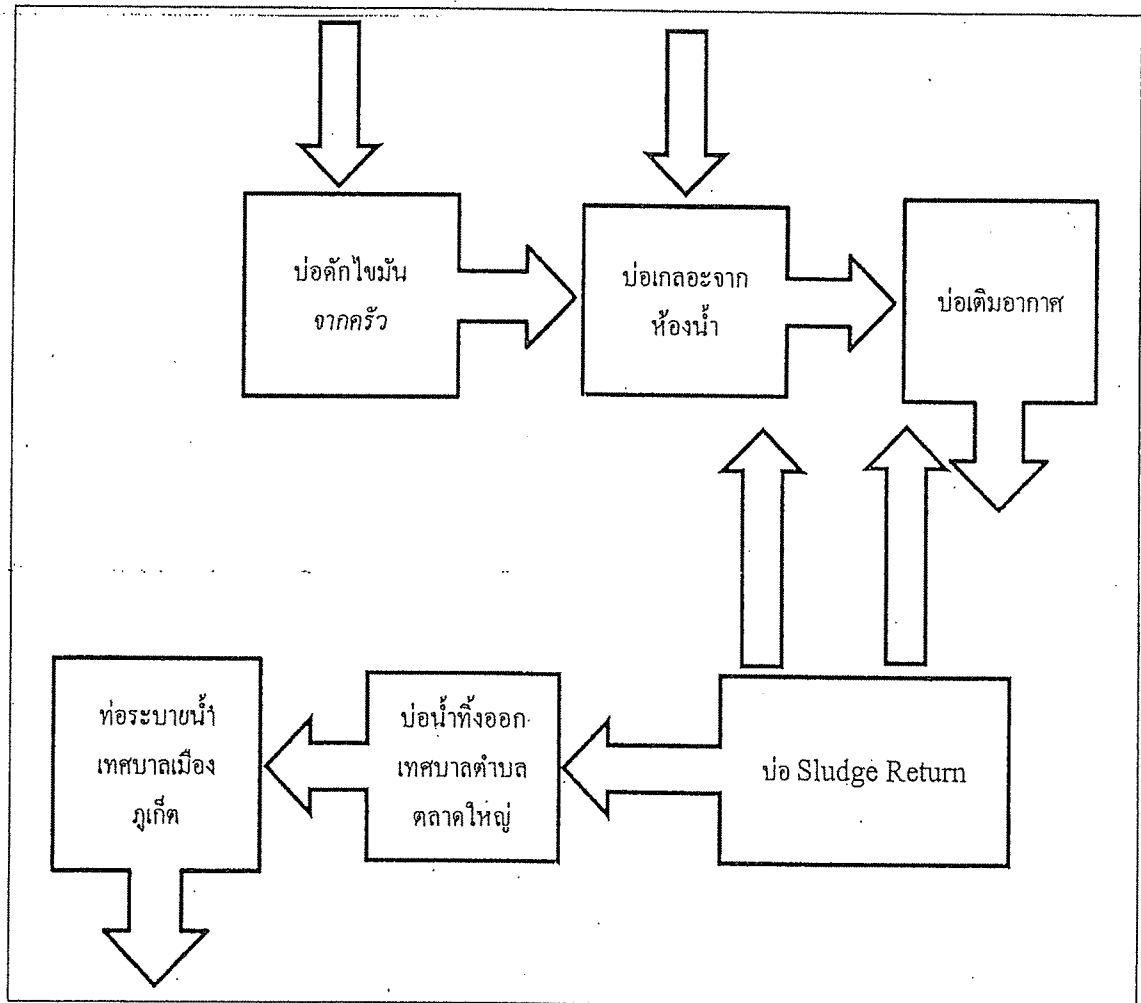 บ่อดักไขมัน
จากครัว
บ่อเกลอะจาก
ห้องน้ำ
บ่อเติมอากาศ
ท่อระบายน้ำ
เทศบาลเมือง
ภูเก็ต
บ่อน้ำทิ้งออก
เทศบาลตำบล
ตลาดใหญ่
บ่อ Sludge Return